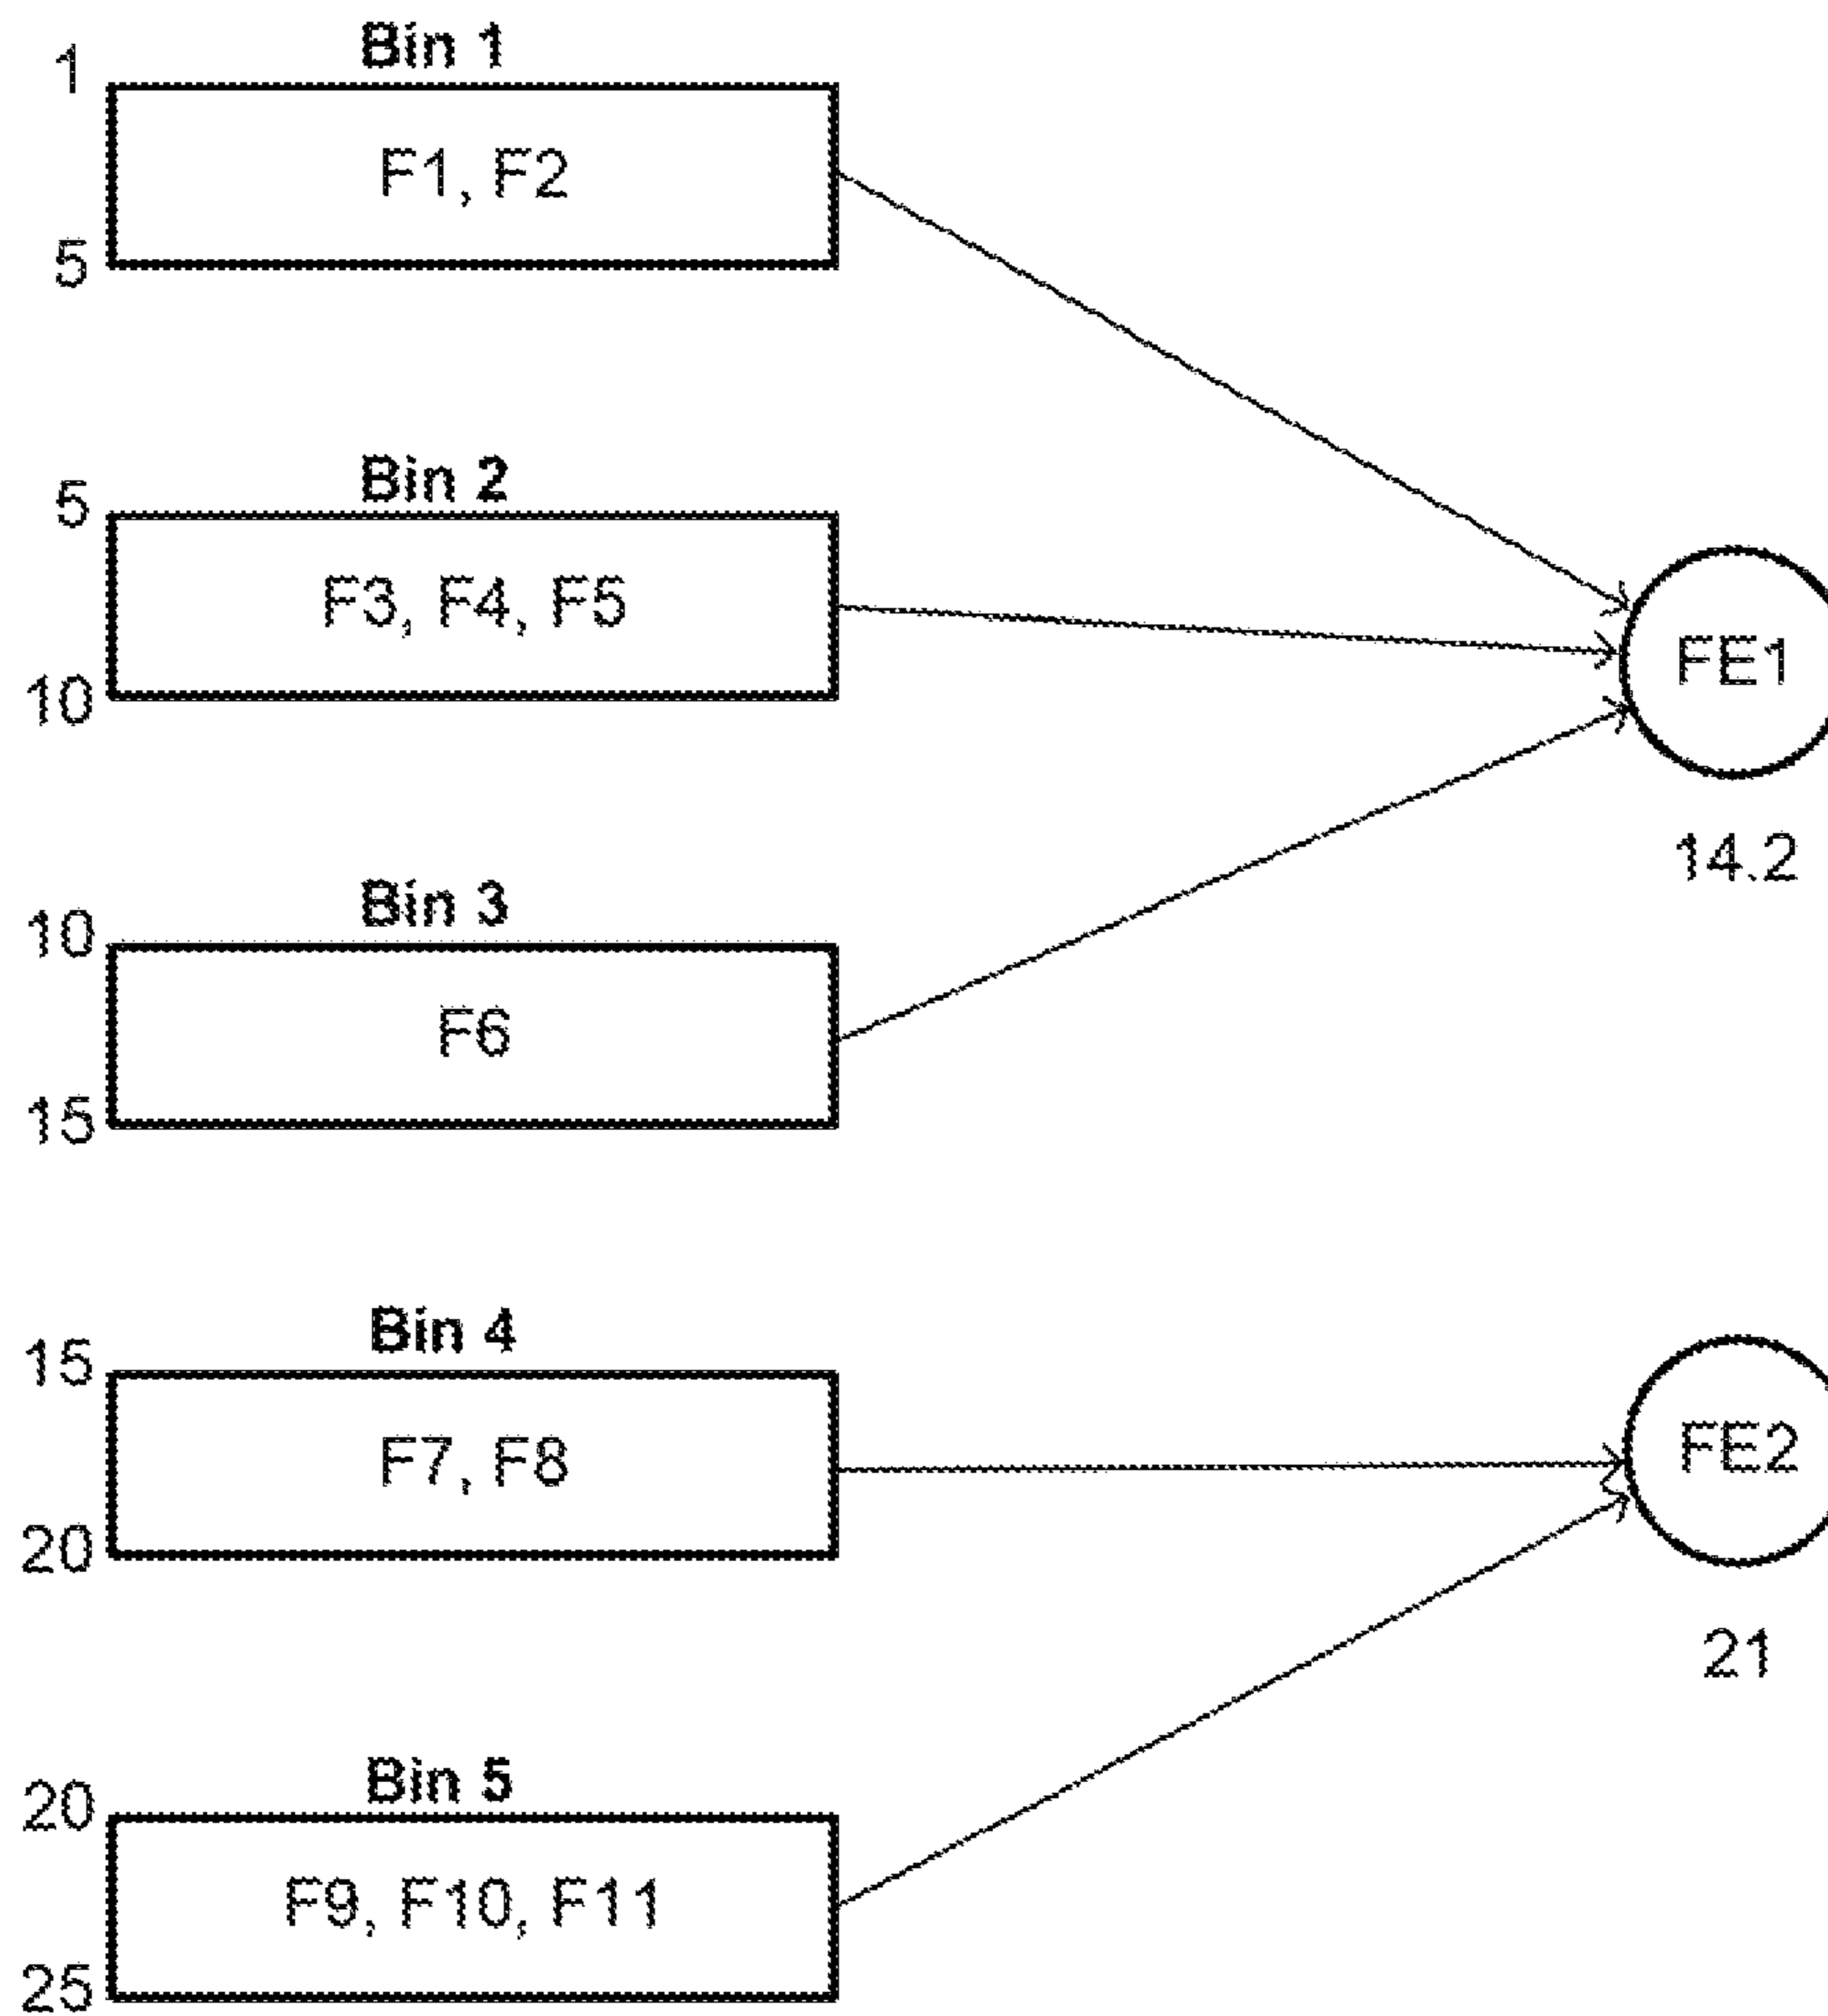 Bin 1
1
F1, F2
5
Bin 2
5
F3, F4, F5
10
FE1
14.2
Bin 3
10
F6
15
Bin 4
15
F7, F8
20
FE2
21
Bin 5
20
F9, F10, F11
25